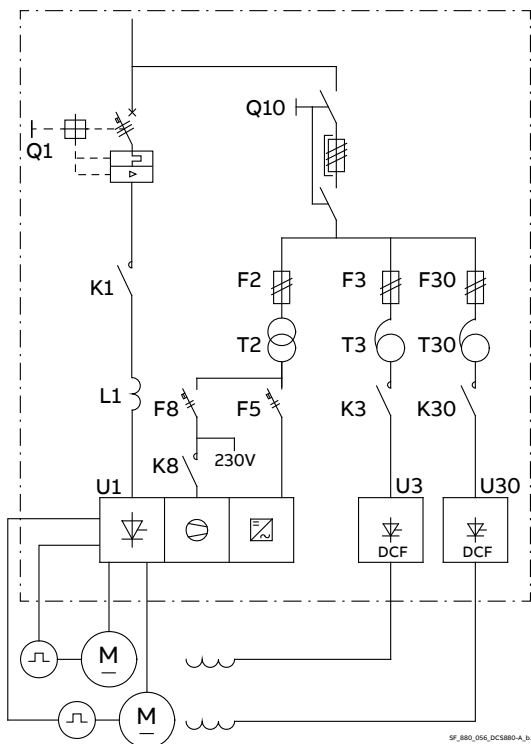 Q1
Q10
K1
F2
F3
F30
T2
T3
T30
L1
F8
F5
K3
K30
K8
230V
U1
U3
U30
DCF
DCF
M
M
SF_880_056_DCS880-A_b.